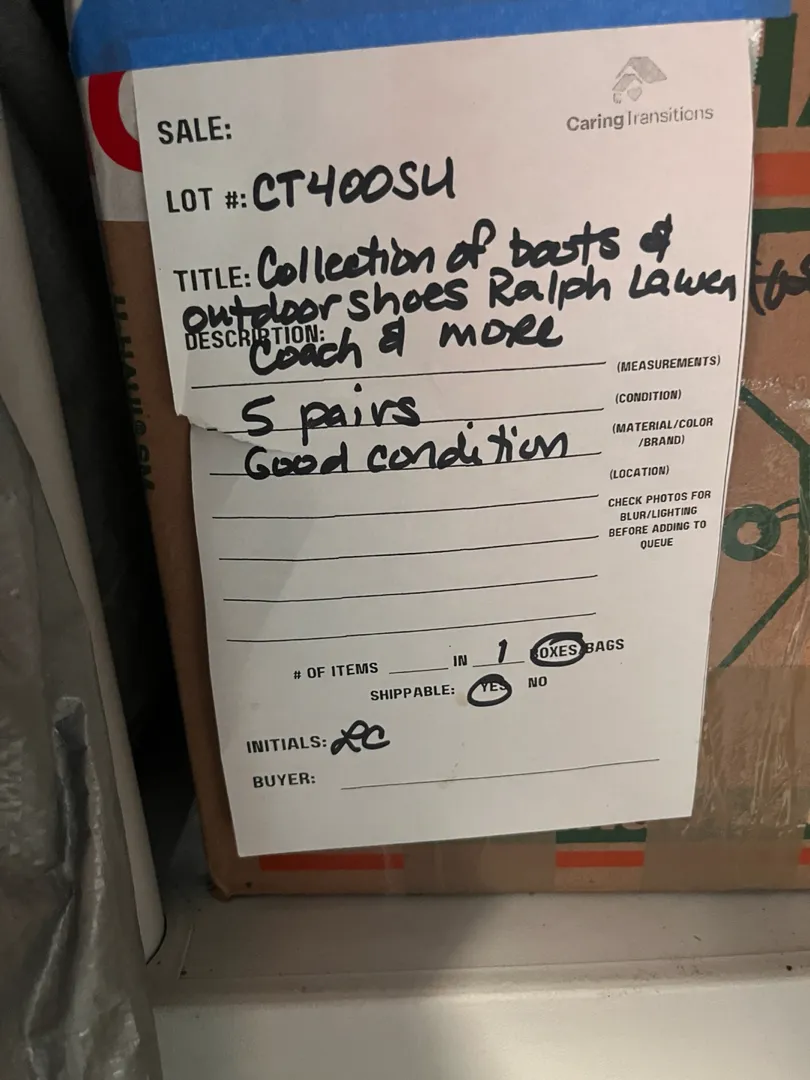 CaringTransitions
SALE:
LOT #: CT400SU
TITLE: Collection of boots &
outdoor shoes Ralph Lauren
DESCRIPTION:
Coach & more
(MEASUREMENTS)
5 pairs
(CONDITION)
Good condition
(MATERIAL/COLOR
/BRAND)
(LOCATION)
CHECK PHOTOS FOR
BLUR/LIGHTING
BEFORE ADDING TO
QUEUE
# OF ITEMS IN 1 BOXES/BAGS
SHIPPABLE: YES NO
INITIALS: LC
BUYER: